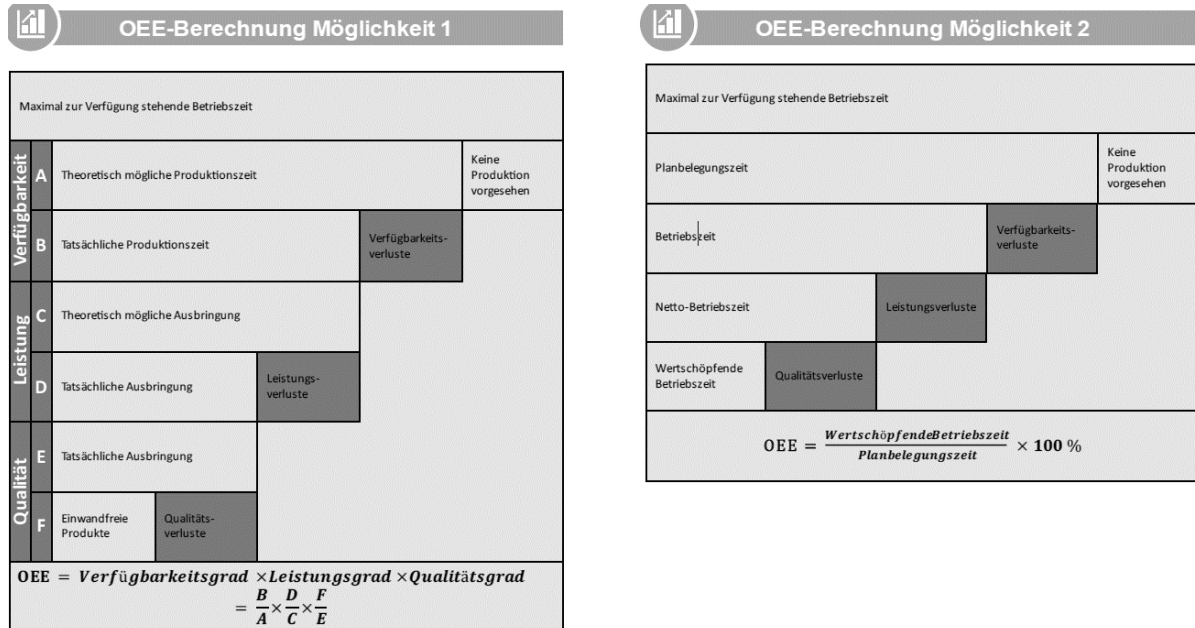 OEE-Berechnung Möglichkeit 1
Maximal zur Verfügung stehende Betriebszeit
Verfügbarkeit
A
Theoretisch mögliche Produktionszeit
Keine
Produktion
vorgesehen
B
Tatsächliche Produktionszeit
Verfügbarkeits-
verluste
Leistung
C
Theoretisch mögliche Ausbringung
D
Tatsächliche Ausbringung
Leistungs-
verluste
Qualität
E
Tatsächliche Ausbringung
F
Einwandfreie
Produkte
Qualitäts-
verluste
OEE = Verfügbarkeitsgrad ×Leistungsgrad ×Qualitätsgrad
= B/A × D/C × F/E
OEE-Berechnung Möglichkeit 2
Maximal zur Verfügung stehende Betriebszeit
Planbelegungszeit
Keine
Produktion
vorgesehen
Betriebszeit
Verfügbarkeits-
verluste
Netto-Betriebszeit
Leistungsverluste
Wertschöpfende
Betriebszeit
Qualitätsverluste
OEE = WertschöpfendeBetriebszeit/Planbelegungszeit × 100 %